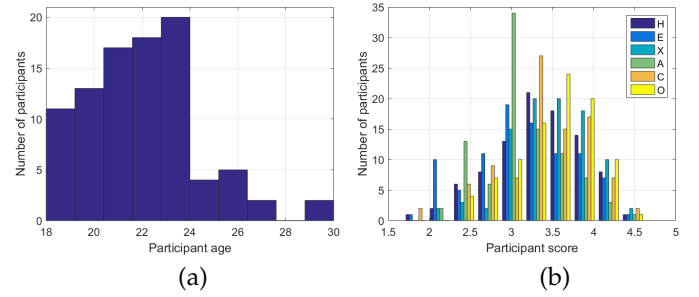 20
15
10
5
0
18 20 22 24 26 28 30
Number of participants
Participant age
(a)
35
30
25
20
15
10
5
0
1.5 2 2.5 3 3.5 4 4.5 5
Number of participants
Participant score
H
E
X
A
C
O
(b)